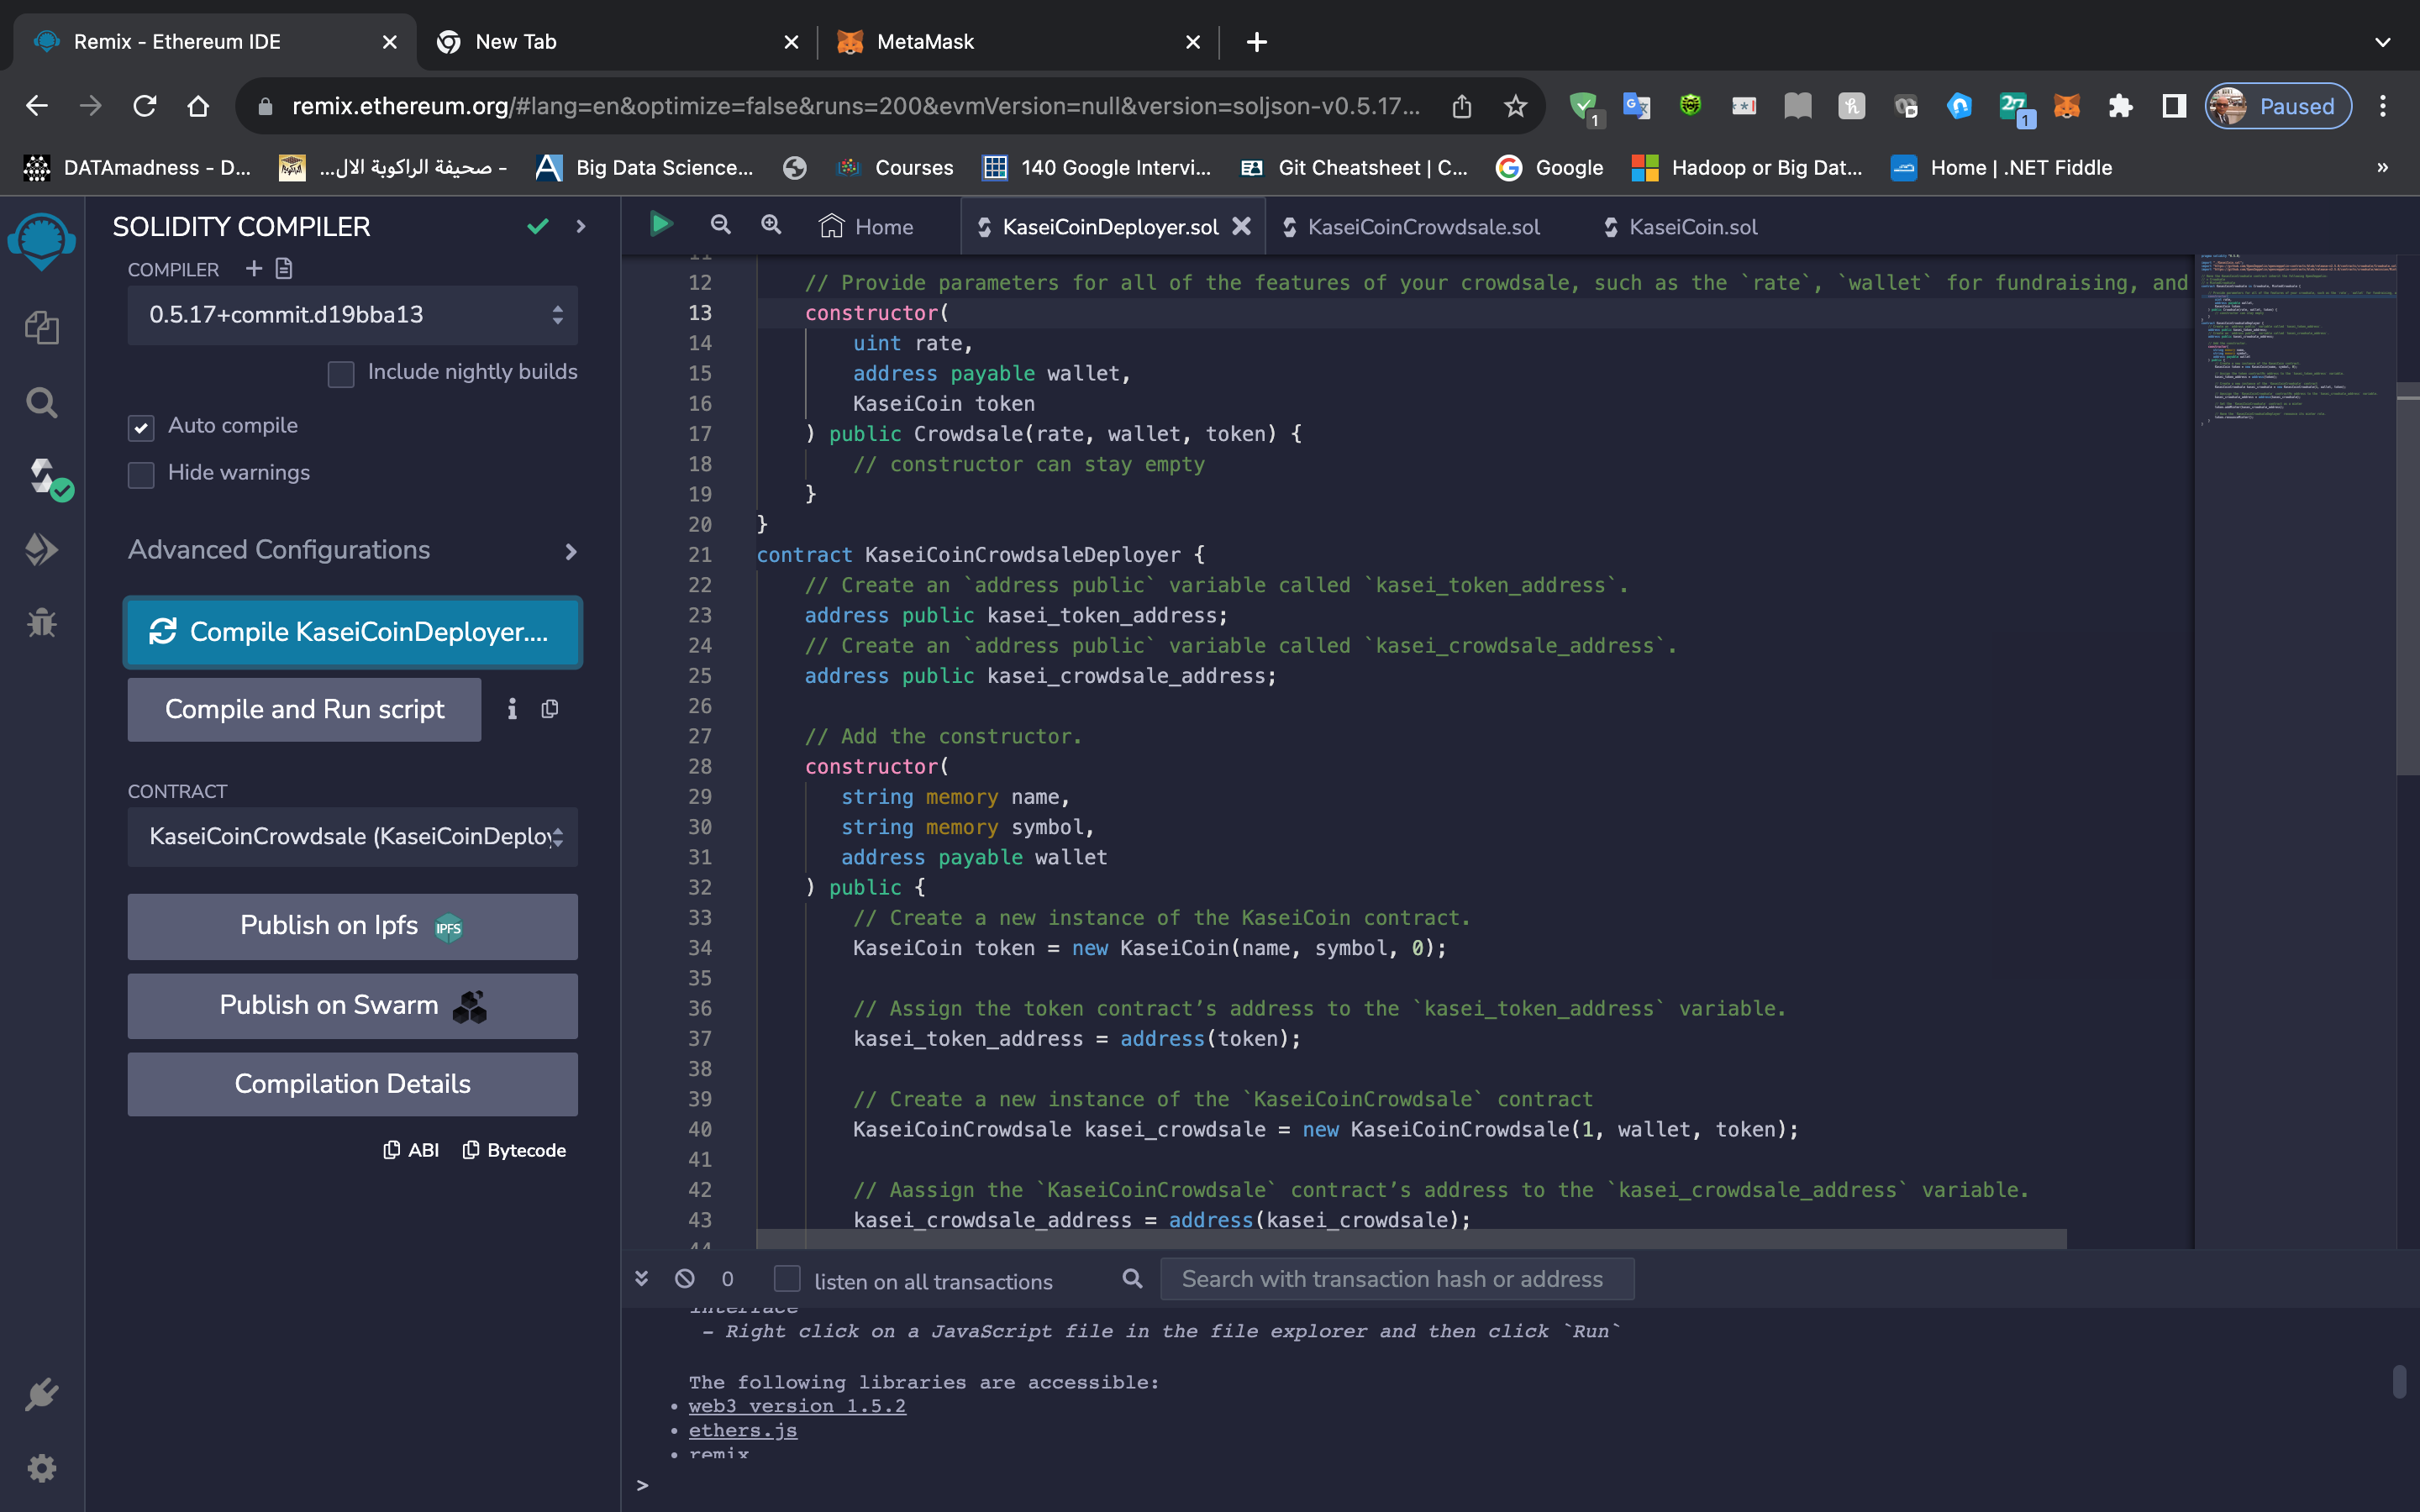 Remix - Ethereum IDE
New Tab
MetaMask
remix.ethereum.org/#lang=en&optimize=false&runs=200&evmVersion=null&version=soljson-v0.5.17...
1
27
1
Paused
DATAmadness - D...
صحيفة الراكوبة الال... -
Big Data Science...
Courses
140 Google Intervi...
Git Cheatsheet | C...
Google
Hadoop or Big Dat...
Home | .NET Fiddle
»
SOLIDITY COMPILER
COMPILER
0.5.17+commit.d19bba13
Include nightly builds
Auto compile
Hide warnings
Advanced Configurations
Compile KaseiCoinDeployer....
Compile and Run script
CONTRACT
KaseiCoinCrowdsale (KaseiCoinDeploy
Publish on Ipfs
IPFS
Publish on Swarm
Compilation Details
ABI
Bytecode
Home
KaseiCoinDeployer.sol
KaseiCoinCrowdsale.sol
KaseiCoin.sol
11
12 // Provide parameters for all of the features of your crowdsale, such as the `rate`, `wallet` for fundraising, and
13 constructor(
14 uint rate,
15 address payable wallet,
16 KaseiCoin token
17 ) public Crowdsale(rate, wallet, token) {
18 // constructor can stay empty
19 }
20 }
21 contract KaseiCoinCrowdsaleDeployer {
22 // Create an `address public` variable called `kasei_token_address`.
23 address public kasei_token_address;
24 // Create an `address public` variable called `kasei_crowdsale_address`.
25 address public kasei_crowdsale_address;
26
27 // Add the constructor.
28 constructor(
29 string memory name,
30 string memory symbol,
31 address payable wallet
32 ) public {
33 // Create a new instance of the KaseiCoin contract.
34 KaseiCoin token = new KaseiCoin(name, symbol, 0);
35
36 // Assign the token contract’s address to the `kasei_token_address` variable.
37 kasei_token_address = address(token);
38
39 // Create a new instance of the `KaseiCoinCrowdsale` contract
40 KaseiCoinCrowdsale kasei_crowdsale = new KaseiCoinCrowdsale(1, wallet, token);
41
42 // Aassign the `KaseiCoinCrowdsale` contract’s address to the `kasei_crowdsale_address` variable.
43 kasei_crowdsale_address = address(kasei_crowdsale);
44
0
listen on all transactions
Search with transaction hash or address
interface
- Right click on a JavaScript file in the file explorer and then click `Run`
The following libraries are accessible:
• web3 version 1.5.2
• ethers.js
• remix
>